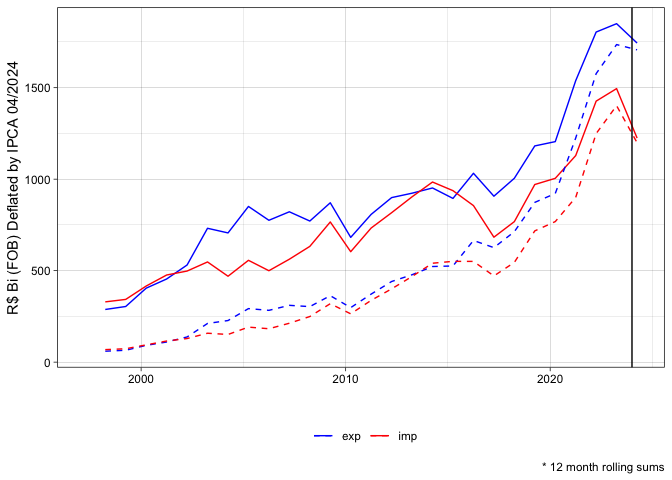 R$ Bi (FOB) Deflated by IPCA 04/2024
1500
1000
500
0
2000
2010
2020
exp
imp
* 12 month rolling sums